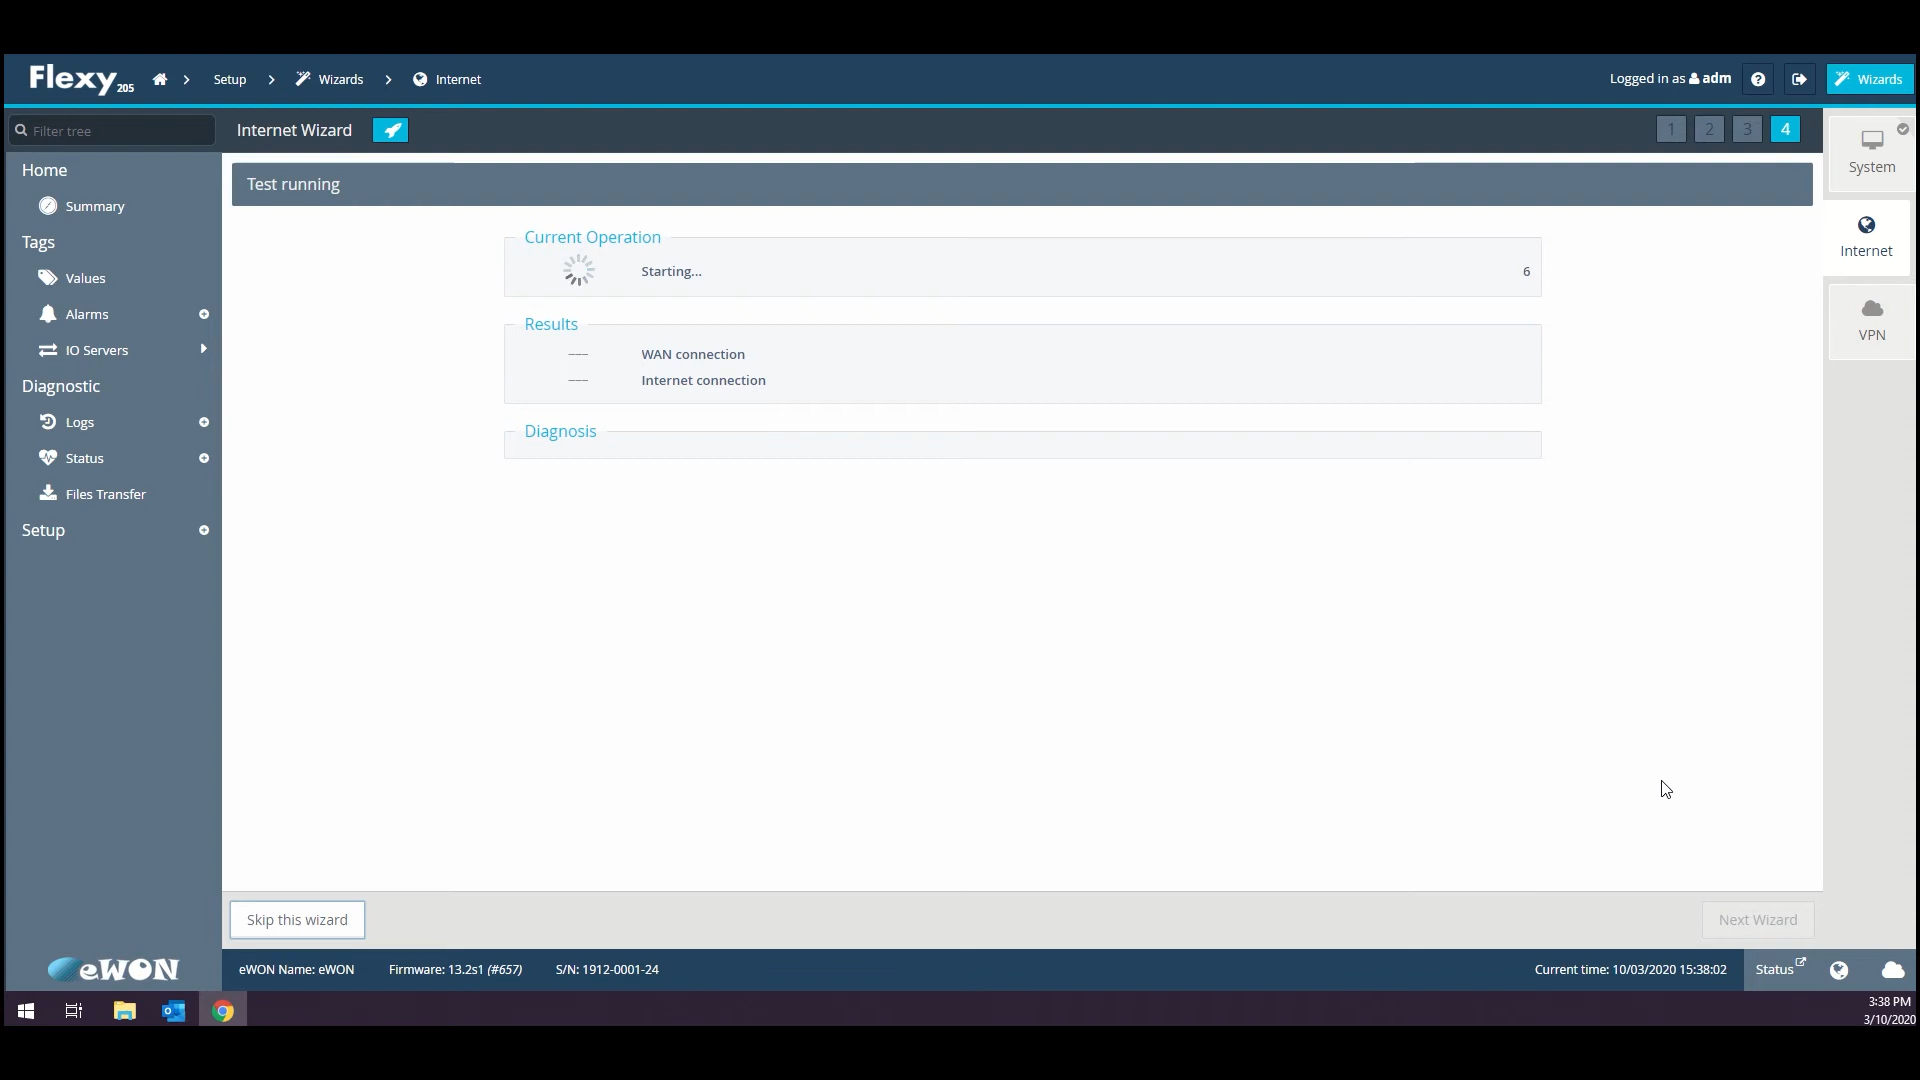 Flexy 205
Setup
Wizards
Internet
Logged in as adm
Wizards
Filter tree
Internet Wizard
1
2
3
4
System
Internet
VPN
Home
Summary
Tags
Values
Alarms
IO Servers
Diagnostic
Logs
Status
Files Transfer
Setup
Test running
Current Operation
Starting... 6
Results
--- WAN connection
--- Internet connection
Diagnosis
Skip this wizard
Next Wizard
eWON
eWON Name: eWON
Firmware: 13.2s1 (#657)
S/N: 1912-0001-24
Current time: 10/03/2020 15:38:02
Status
3:38 PM
3/10/2020